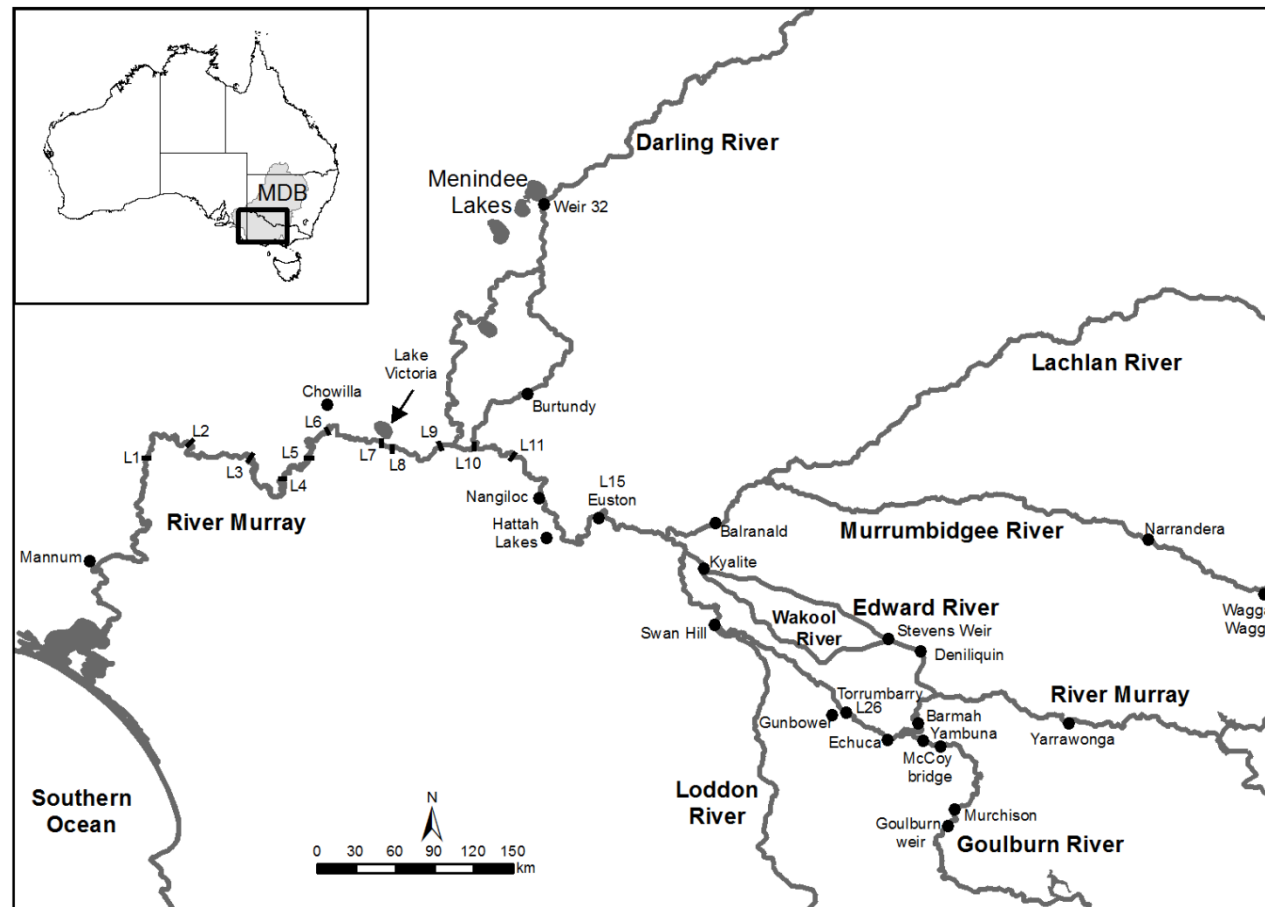 MDB
Darling River
Menindee
Lakes
Weir 32
Lachlan River
Lake
Victoria
Chowilla
Burtundy
L6
L2
L9
L1
L3
L5
L7
L8
L10
L11
L4
L15
Euston
Nangiloc
River Murray
Hattah
Lakes
Balranald
Murrumbidgee River
Narrandera
Mannum
Kyalite
Edward River
Wagga
Wagga
Wakool
River
Swan Hill
Stevens Weir
Deniliquin
Torrumbarry
L26
River Murray
Gunbower
Barmah
Yambuna
Echuca
McCoy
bridge
Yarrawonga
Southern
Ocean
Loddon
River
N
Murchison
Goulburn
weir
Goulburn River
0 30 60 90 120 150
km